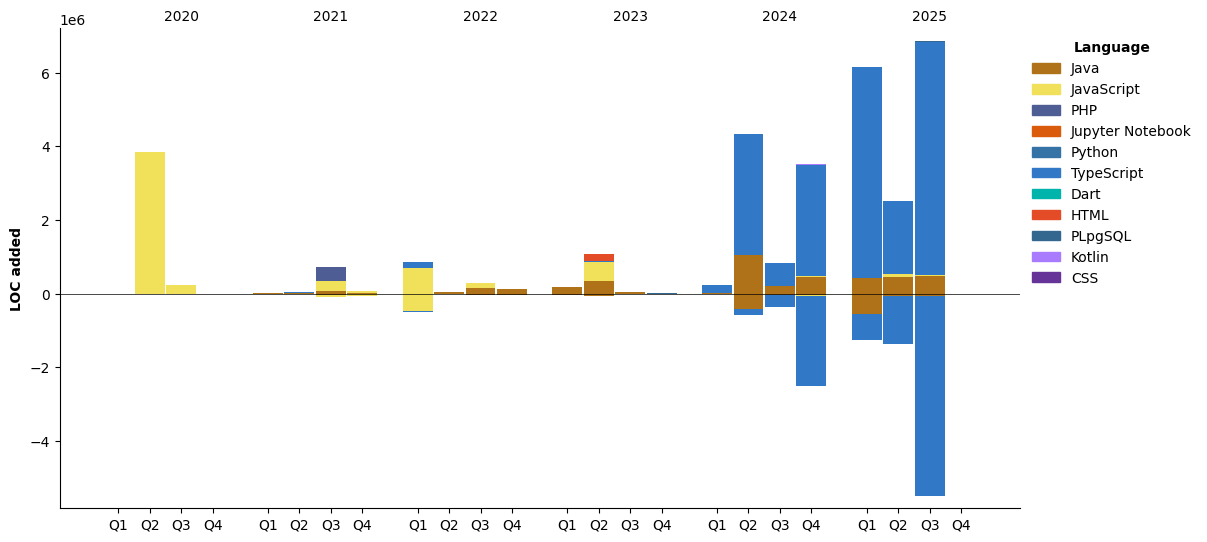 2020 2021 2022 2023 2024 2025
1e6
Language
Java
JavaScript
PHP
Jupyter Notebook
Python
TypeScript
Dart
HTML
PLpgSQL
Kotlin
CSS
LOC added
6
4
2
0
−2
−4
Q1 Q2 Q3 Q4 Q1 Q2 Q3 Q4 Q1 Q2 Q3 Q4 Q1 Q2 Q3 Q4 Q1 Q2 Q3 Q4 Q1 Q2 Q3 Q4